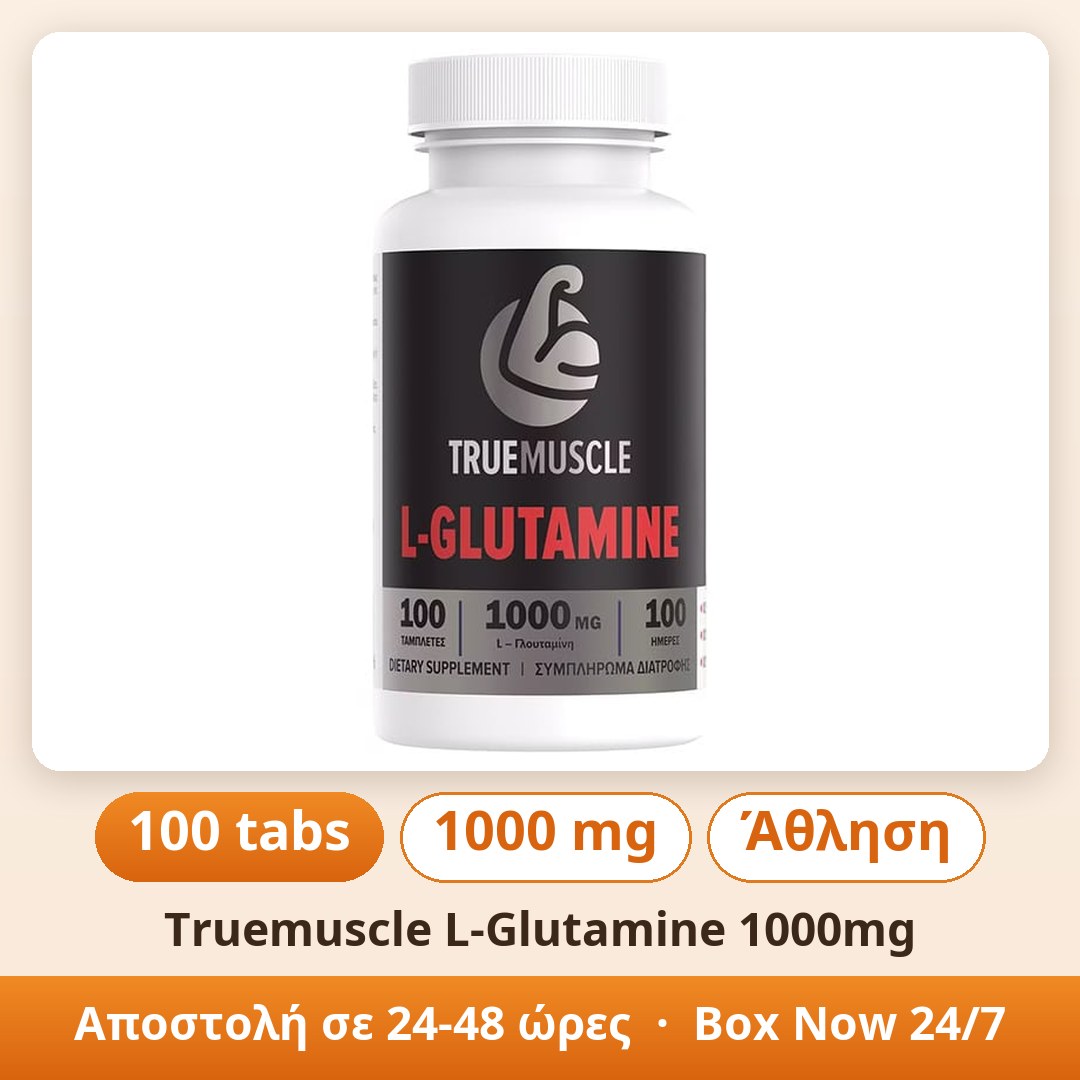 TRUEMUSCLE
L-GLUTAMINE
100 | 1000 MG | 100
ΤΑΜΠΛΕΤΕΣ L – Γλουταμίνη ΗΜΕΡΕΣ
DIETARY SUPPLEMENT | ΣΥΜΠΛΗΡΩΜΑ ΔΙΑΤΡΟΦΗΣ
100 tabs 1000 mg Άθληση
Truemuscle L-Glutamine 1000mg
Αποστολή σε 24-48 ώρες · Box Now 24/7